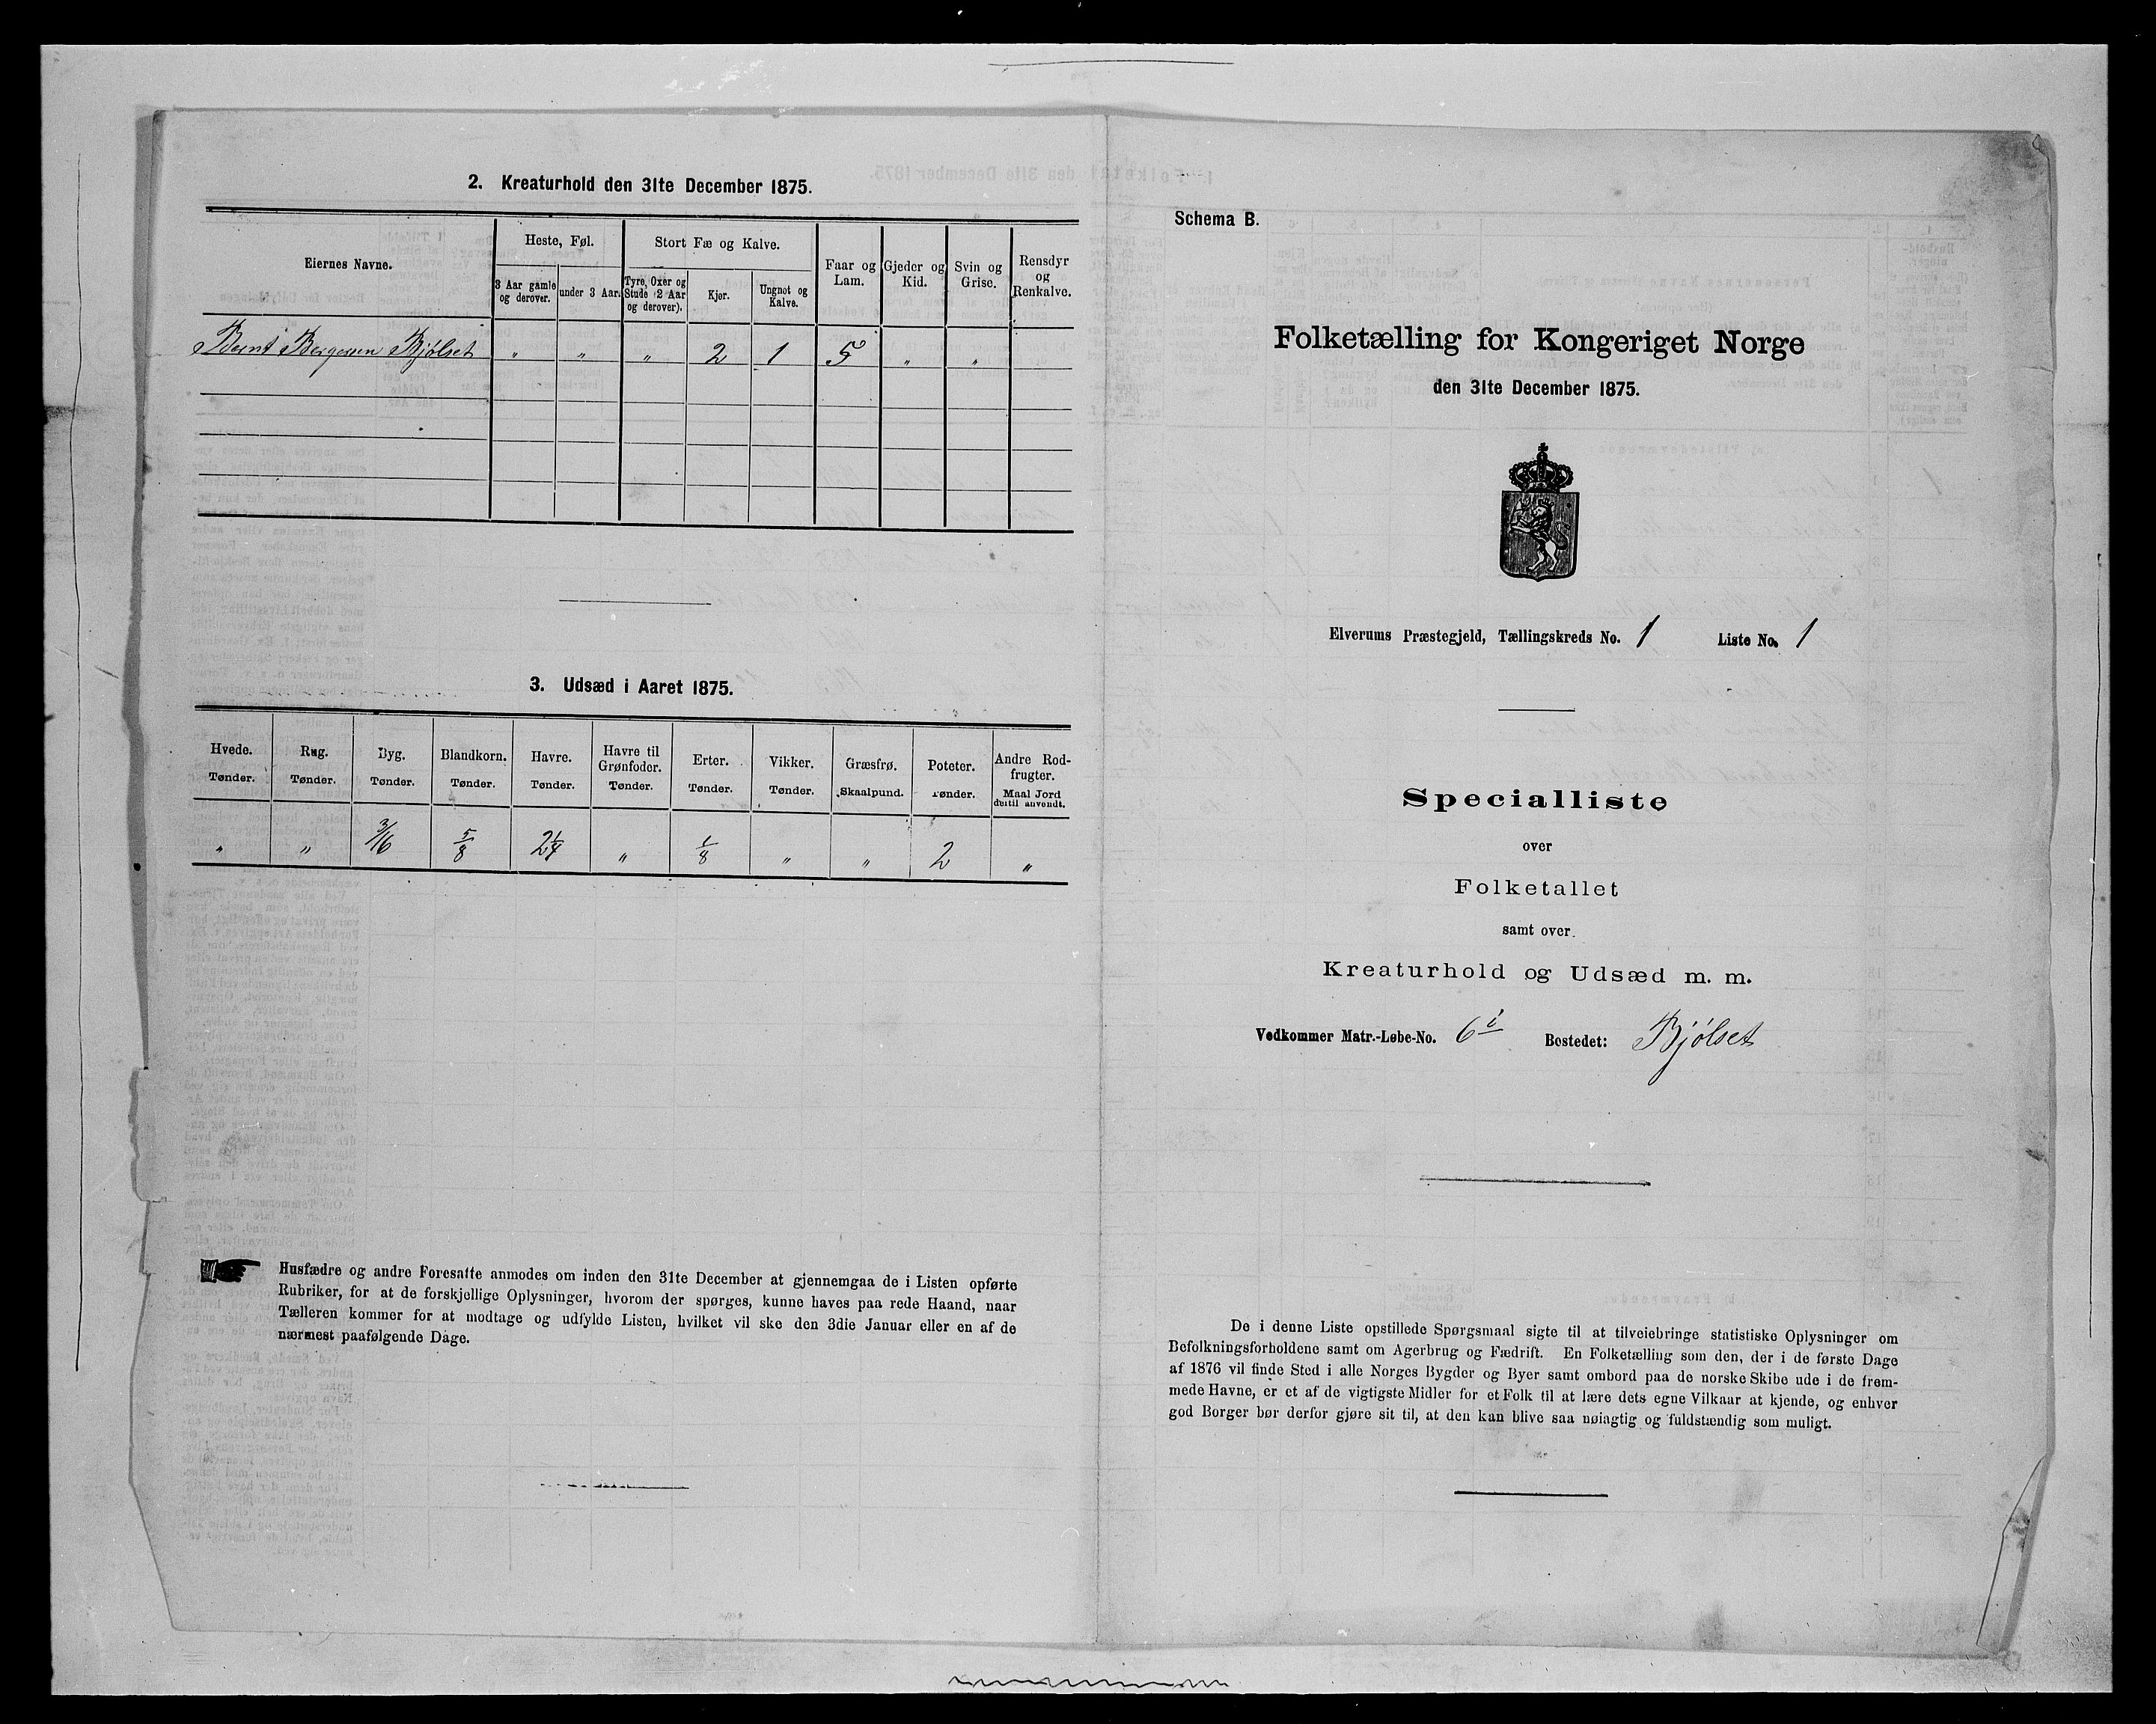 2. Kreaturhold den 31te December 1875.
Eiernes Navne.
Heste, Føl.
Stort Fæ og Kalve.
Faar og Lam.
Gjeder og Kid.
Svin og Grise.
Rensdyr og Renkalve.
3 Aar gamle og derover.
under 3 Aar.
Tyre, Oxer og Stude (2 Aar og derover).
Kjør.
Ungnot og Kalve.
Bernt Bergersen Bjølset " " " 2 1 5 " "
3. Udsæd i Aaret 1875.
Hvede. Rug. Byg. Blandkorn. Havre. Havre til Grønfoder. Erter. Vikker. Græsfrø. Poteter. Andre Rodfrugter.
Tønder. Tønder. Tønder. Tønder. Tønder. Tønder. Tønder. Tønder. Skaalpund. Tønder. Maal Jord dertil anvendt.
" " 3/16 5/8 2 1/4 " 1/8 " " 2 "
Husfædre og andre Foresatte anmodes om inden den 31te December at gjennemgaa de i Listen opførte
Rubriker, for at de forskjellige Oplysninger, hvorom der spørges, kunne haves paa rede Haand, naar
Tælleren kommer for at modtage og udfylde Listen, hvilket vil ske den 3die Januar eller en af de
nærmest paafølgende Dage.
Schema B.
Folketælling for Kongeriget Norge
den 31te December 1875.
Elverums Præstegjeld, Tællingskreds No. 1 Liste No. 1
Specialliste
over
Folketallet
samt over
Kreaturhold og Udsæd m. m.
Vedkommer Matr.-Løbe-No. 6 i Bostedet: Bjølset
De i denne Liste opstillede Spørgsmaal sigte til at tilveiebringe statistiske Oplysninger om
Befolkningsforholdene samt om Agerbrug og Fædrift. En Folketælling som den, der i de første Dage
af 1876 vil finde Sted i alle Norges Bygder og Byer samt ombord paa de norske Skibe ude i de frem-
mede Havne, er et af de vigtigste Midler for et Folk til at lære dets egne Vilkaar at kjende, og enhver
god Borger bør derfor gjøre sit til, at den kan blive saa nøiagtig og fuldstændig som muligt.